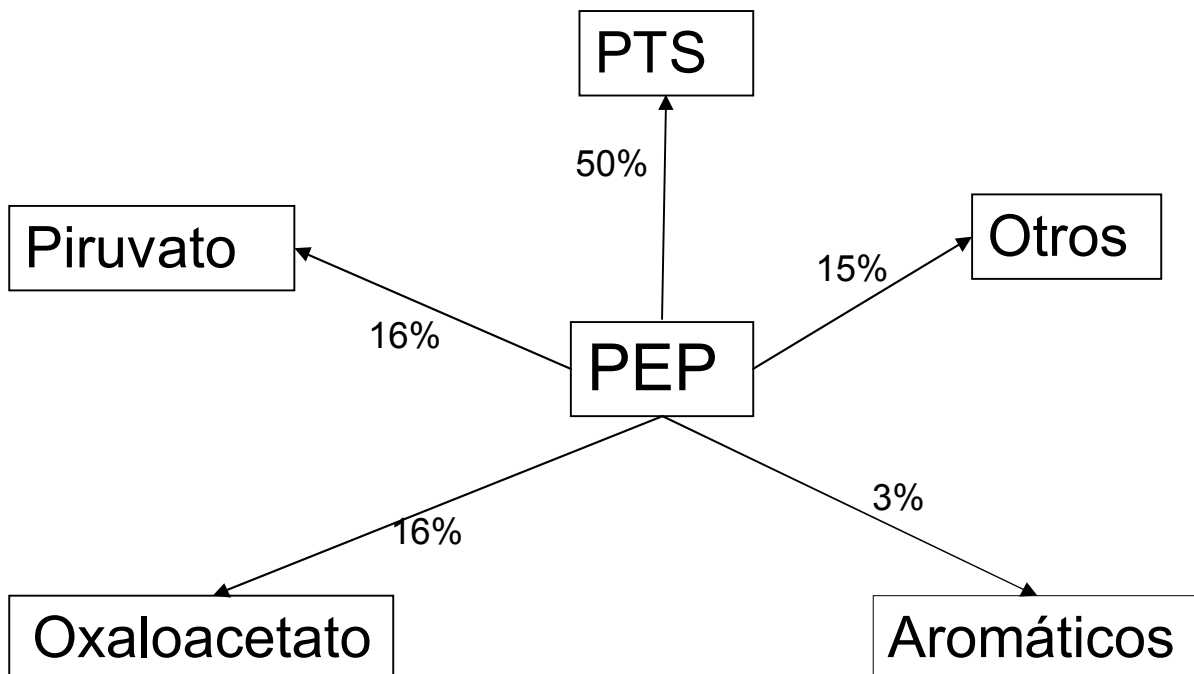 PTS
50%
Piruvato
Otros
15%
16%
PEP
3%
16%
Oxaloacetato
Aromáticos